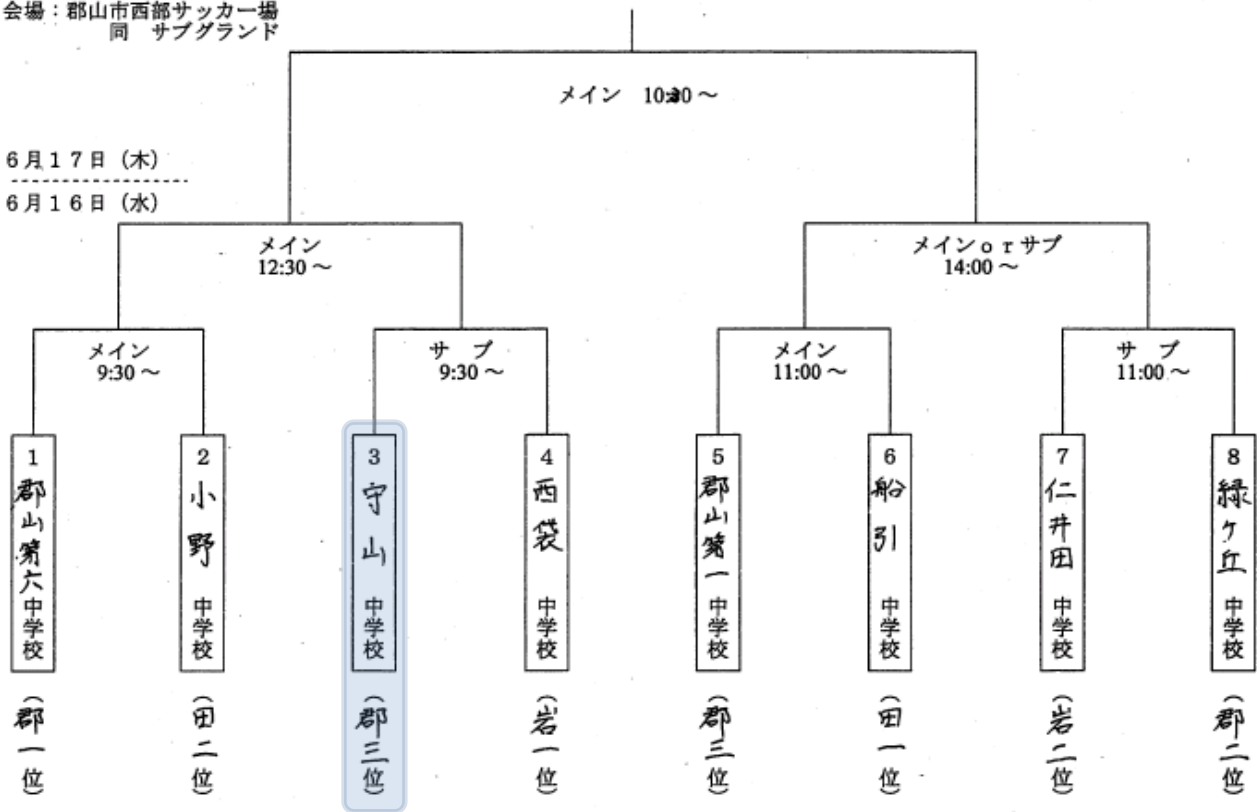 会場：郡山市西部サッカー場
同　サブグランド
メイン　10:30～
6月17日（木）
6月16日（水）
メイン
12:30～
メインorサブ
14:00～
メイン
9:30～
サ　ブ
9:30～
メイン
11:00～
サ　ブ
11:00～
1 郡山第六 中学校 （郡一位）
2 小野 中学校 （田二位）
3 守山 中学校 （郡三位）
4 西袋 中学校 （岩一位）
5 郡山第一 中学校 （郡三位）
6 船引 中学校 （田一位）
7 仁井田 中学校 （岩二位）
8 緑ケ丘 中学校 （郡二位）